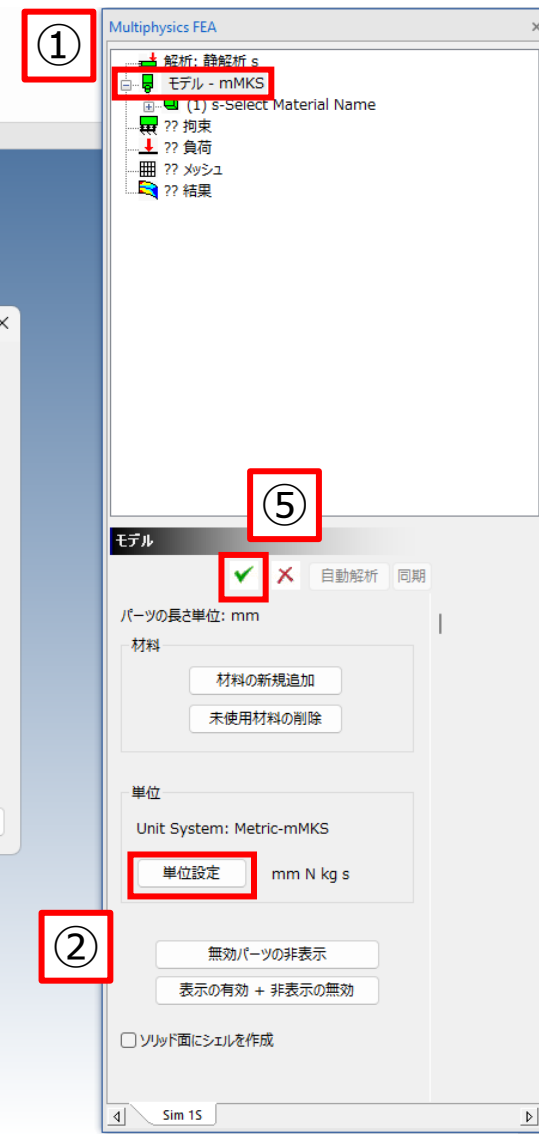 ①
Multiphysics FEA
解析: 静解析 s
モデル - mMKS
(1) s-Select Material Name
?? 拘束
?? 負荷
?? メッシュ
?? 結果
⑤
モデル
自動解析 同期
パーツの長さ単位: mm
材料
材料の新規追加
未使用材料の削除
単位
Unit System: Metric-mMKS
単位設定 mm N kg s
②
無効パーツの非表示
表示の有効 + 非表示の無効
ソリッド面にシェルを作成
Sim 1S